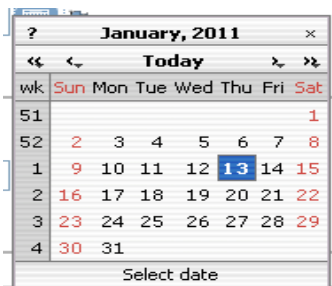 ? January, 2011 ×
« ‹ Today › »
wk Sun Mon Tue Wed Thu Fri Sat
51 1
52 2 3 4 5 6 7 8
1 9 10 11 12 13 14 15
2 16 17 18 19 20 21 22
3 23 24 25 26 27 28 29
4 30 31
Select date